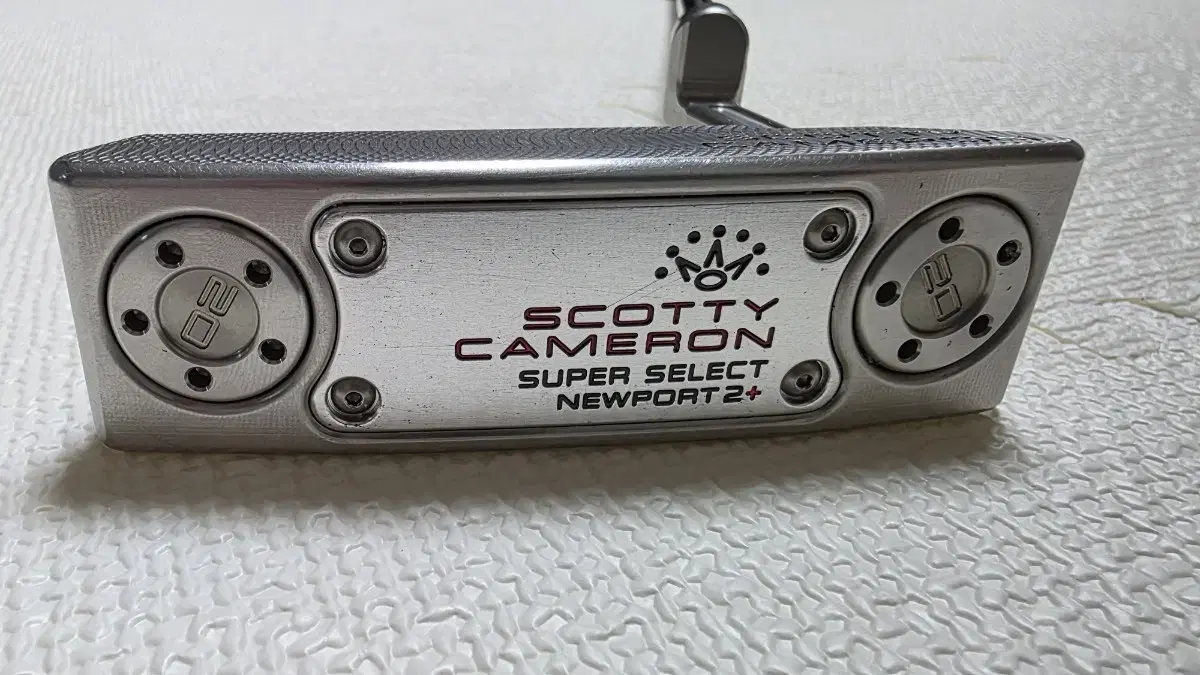 SCOTTY
CAMERON
SUPER SELECT
NEWPORT 2+
20
20